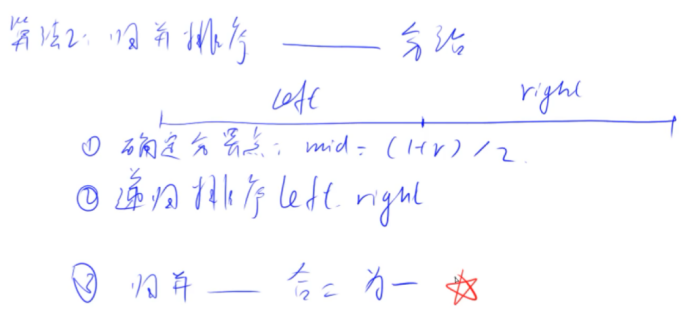 算法2: 归并排序 —— 分治
left right
① 确定分界点: mid = (l+r)/2
② 递归排序 left. right
③ 归并 —— 合二为一 ☆